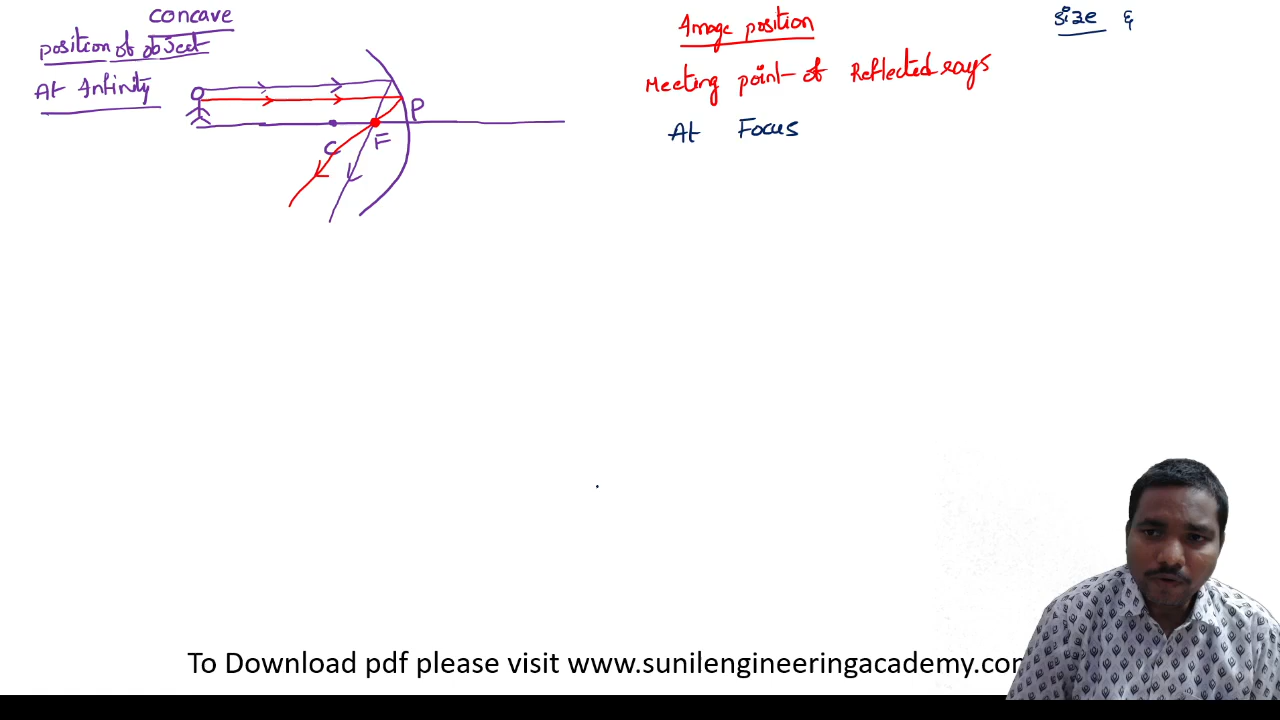 concave
position of object
At Infinity
P
C
F
Image position
Meeting point of Reflected rays
At Focus
size &
To Download pdf please visit www.sunilengineeringacademy.com